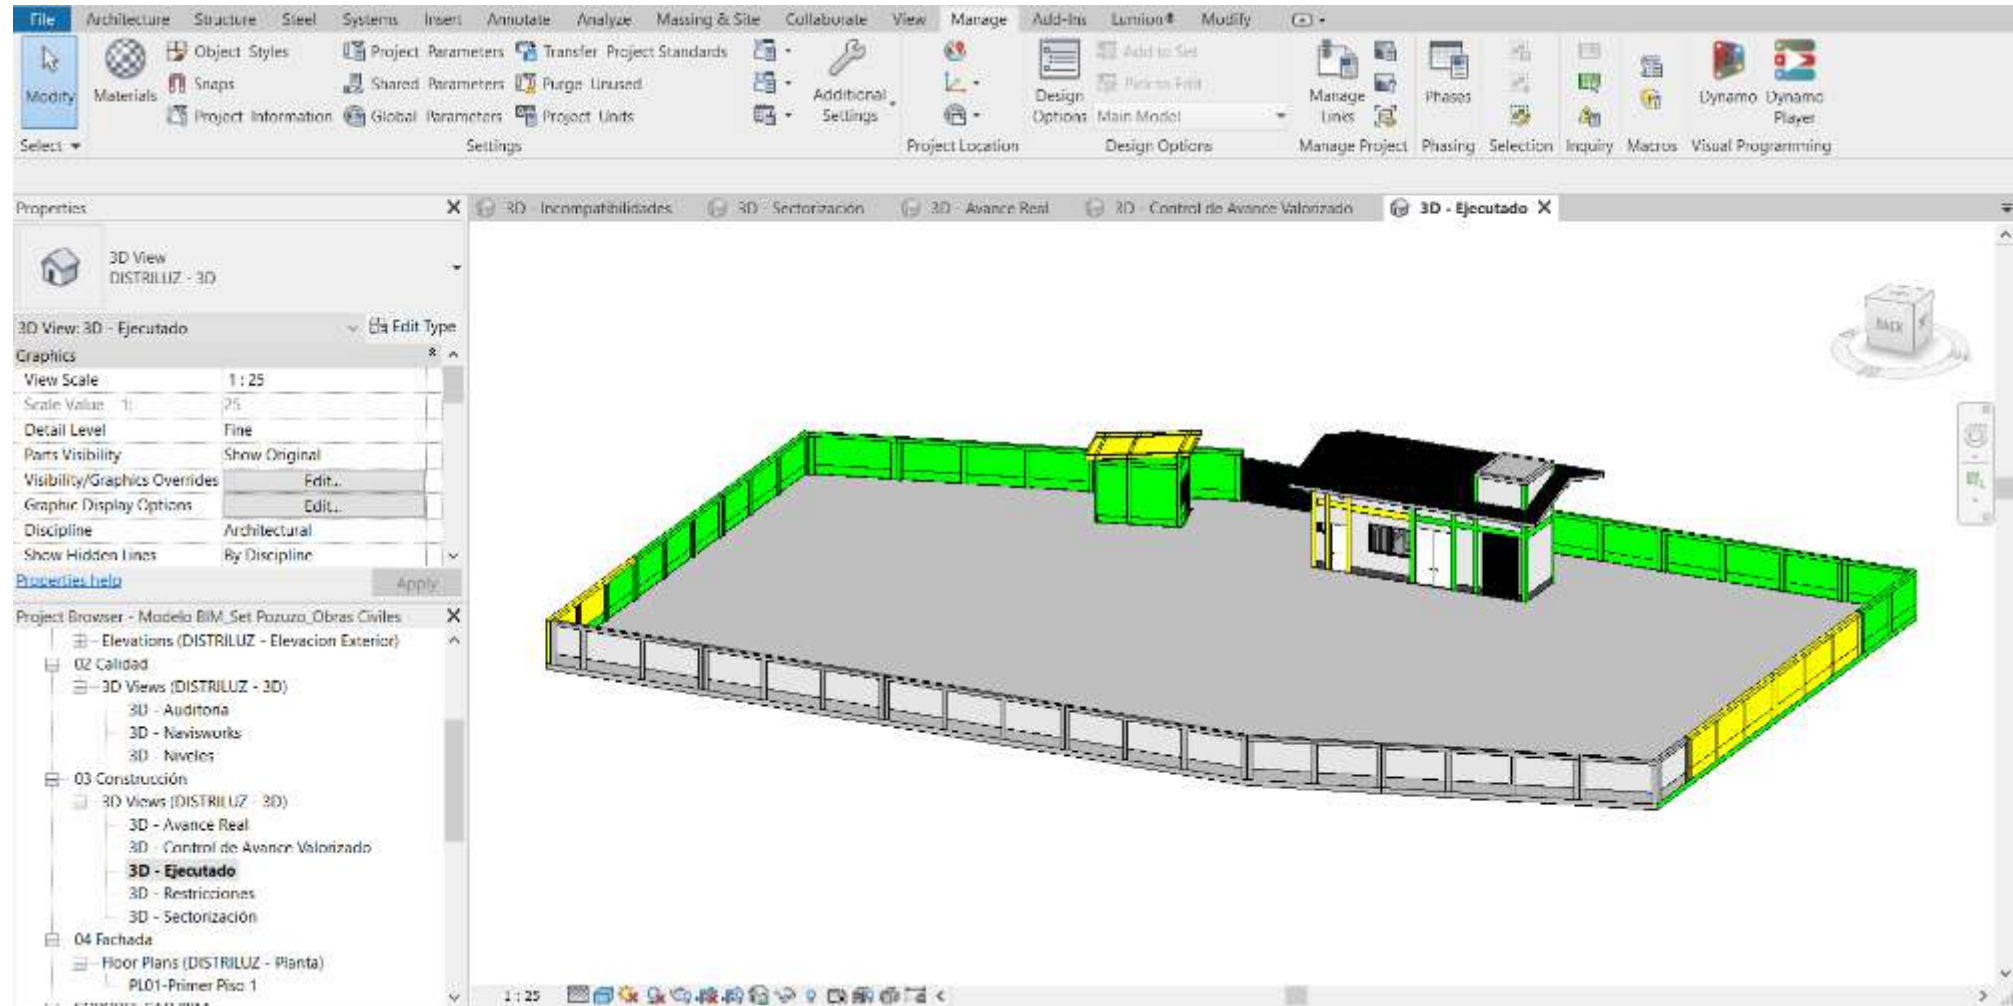 File Architecture Structure Steel Systems Insert Annotate Analyze Massing & Site Collaborate View Manage Add-Ins Lumion® Modify
Object Styles Project Parameters Transfer Project Standards Add to Set
Snaps Shared Parameters Purge Unused Pick to Edit
Modify Materials Additional Settings Design Options Manage Links Phases Dynamo Dynamo Player
Project Information Global Parameters Project Units Main Model
Select Settings Project Location Design Options Manage Project Phasing Selection Inquiry Macros Visual Programming
Properties X 3D - Incompatibilidades 3D - Sectorización 3D - Avance Real 3D - Control de Avance Valorizado 3D - Ejecutado X
3D View
DISTRILUZ - 3D
3D View: 3D - Ejecutado Edit Type
Graphics
View Scale 1 : 25
Scale Value 1: 25
Detail Level Fine
Parts Visibility Show Original
Visibility/Graphics Overrides Edit...
Graphic Display Options Edit...
Discipline Architectural
Show Hidden Lines By Discipline
Properties help Apply
BACK
Project Browser - Modelo BIM_Set Pozuzo_Obras Civiles X
Elevations (DISTRILUZ - Elevacion Exterior)
02 Calidad
3D Views (DISTRILUZ - 3D)
3D - Auditoria
3D - Navisworks
3D - Niveles
03 Construcción
3D Views (DISTRILUZ - 3D)
3D - Avance Real
3D - Control de Avance Valorizado
3D - Ejecutado
3D - Restricciones
3D - Sectorización
04 Fachada
Floor Plans (DISTRILUZ - Planta)
PL01-Primer Piso 1
1 : 25